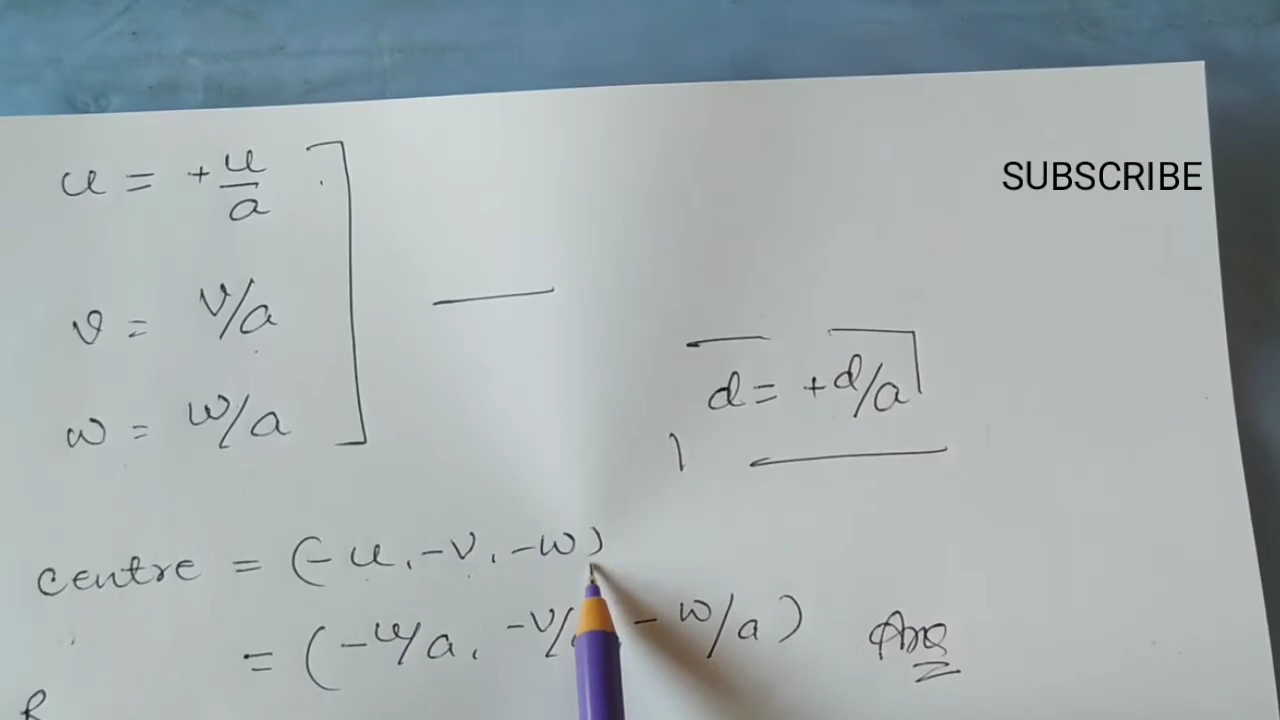 u = + u/a
SUBSCRIBE
v = v/a
d = + d/a
w = w/a
centre = (-u, -v, -w)
= (-u/a, -v/a, -w/a) Ans